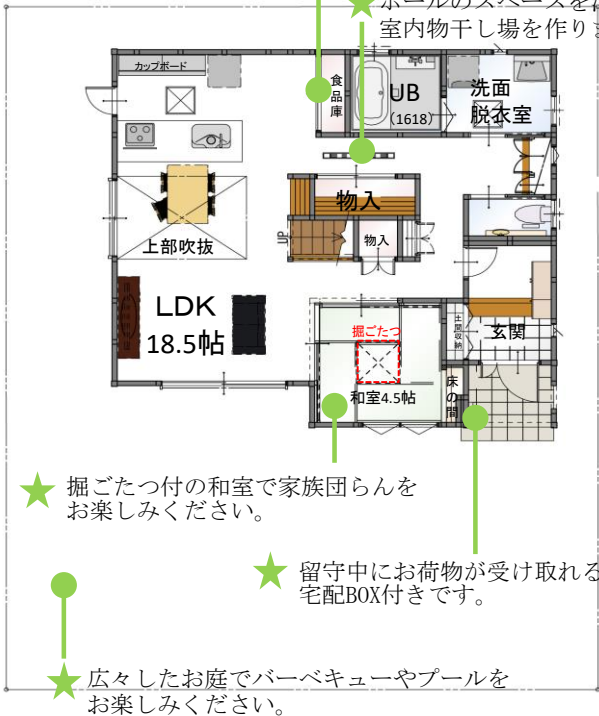 ホールのスペースを
室内物干し場を作りま
カップボード
食品庫
UB
(1618)
洗面
脱衣室
物入
UP
物入
上部吹抜
LDK
18.5帖
掘ごたつ
和室4.5帖
床の間
土間収納
玄関
掘ごたつ付の和室で家族団らんを
お楽しみください。
留守中にお荷物が受け取れる
宅配BOX付きです。
広々したお庭でバーベキューやプールを
お楽しみください。